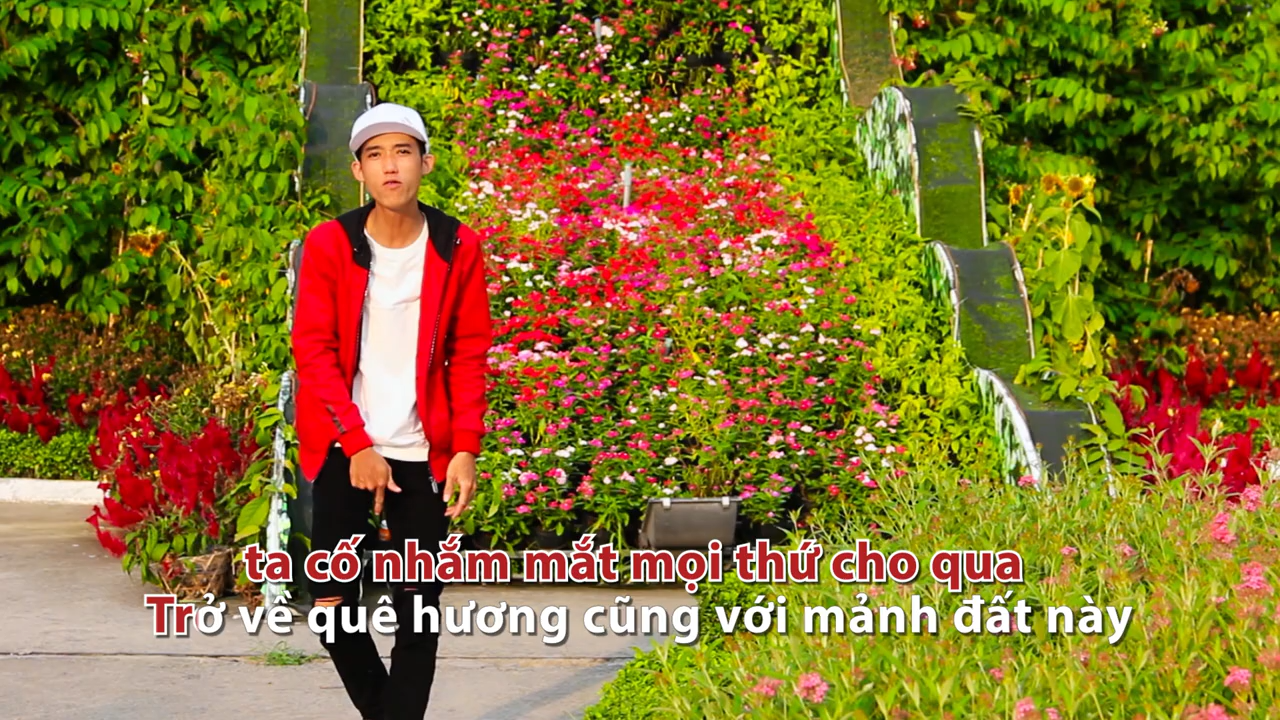 ta cố nhắm mắt mọi thứ cho qua
Trở về quê hương cũng với mảnh đất này